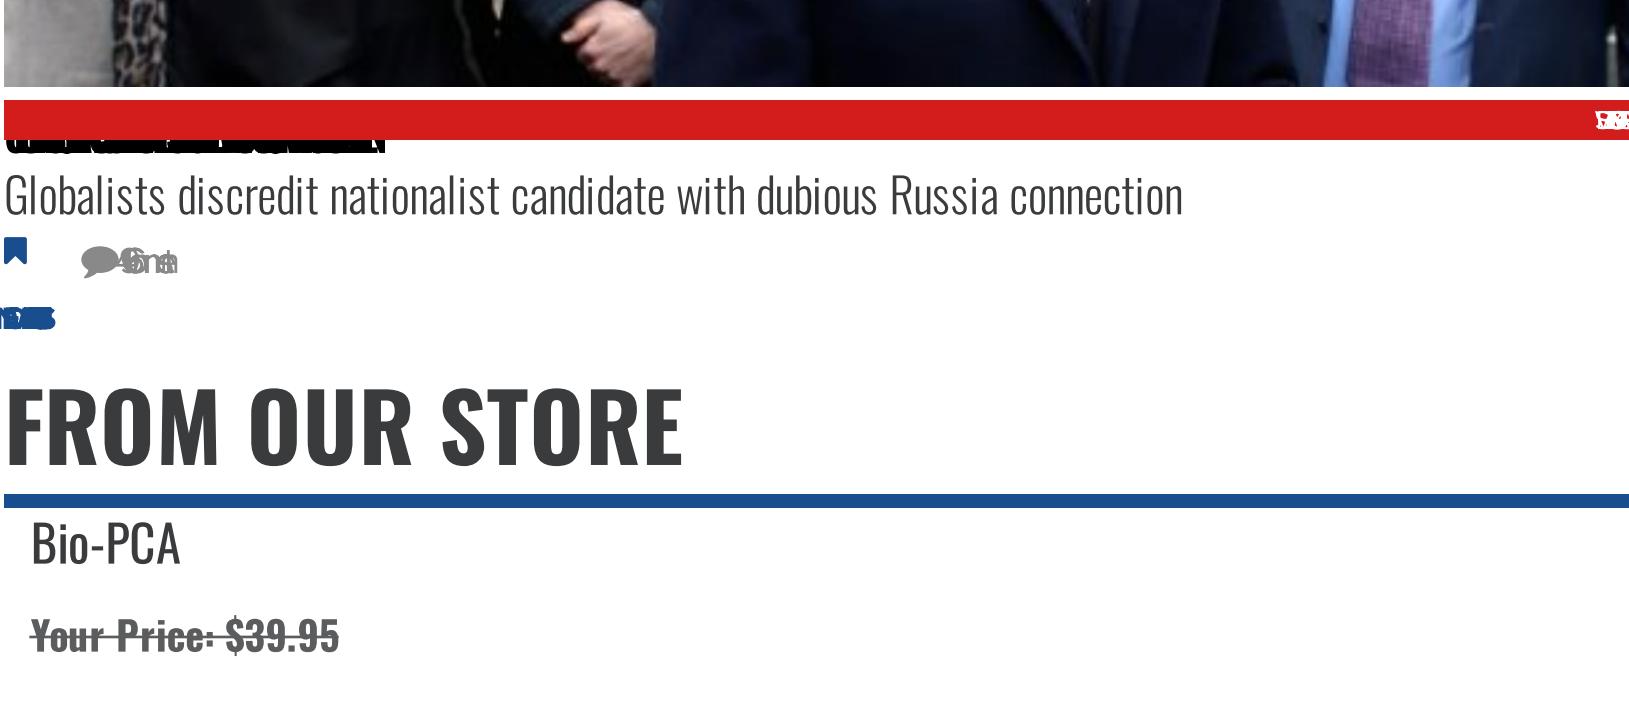 Globalists discredit nationalist candidate with dubious Russia connection
FROM OUR STORE
Bio-PCA
Your Price: $39.95